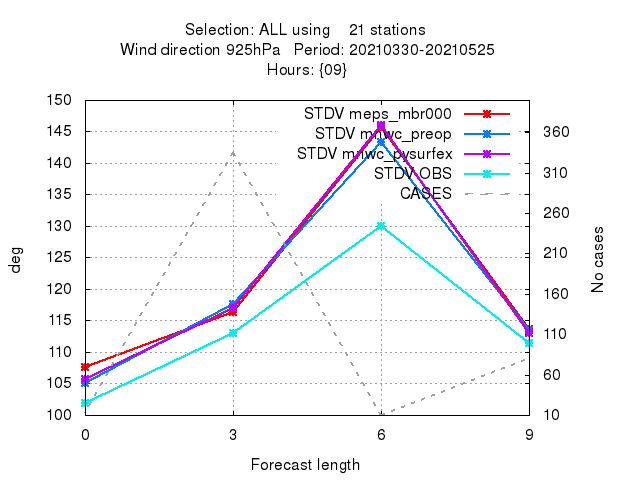 Selection: ALL using    21 stations
Wind direction 925hPa   Period: 20210330-20210525
Hours: {09}
STDV meps_mbr000
STDV mnwc_preop
STDV mnwc_pysurfex
STDV OBS
CASES
150
145
140
135
130
125
120
115
110
105
100
deg
360
310
260
210
160
110
60
10
No cases
0 3 6 9
Forecast length